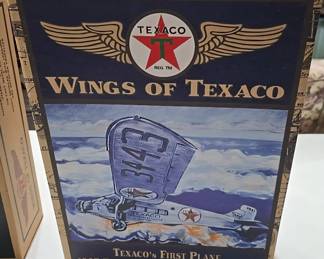 TEXACO
T
REG. TM
WINGS OF TEXACO
3443
TEXACO
TEXACO'S FIRST PLANE